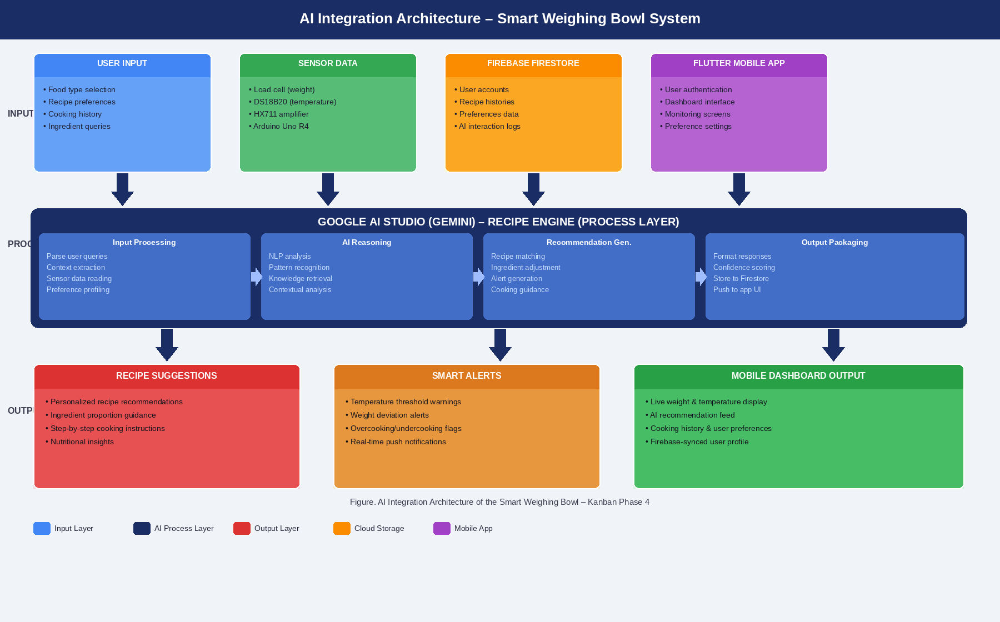 AI Integration Architecture – Smart Weighing Bowl System
USER INPUT
• Food type selection
• Recipe preferences
• Cooking history
• Ingredient queries
SENSOR DATA
• Load cell (weight)
• DS18B20 (temperature)
• HX711 amplifier
• Arduino Uno R4
FIREBASE FIRESTORE
• User accounts
• Recipe histories
• Preferences data
• AI interaction logs
FLUTTER MOBILE APP
• User authentication
• Dashboard interface
• Monitoring screens
• Preference settings
INPUT
GOOGLE AI STUDIO (GEMINI) – RECIPE ENGINE (PROCESS LAYER)
PROC
Input Processing
Parse user queries
Context extraction
Sensor data reading
Preference profiling
AI Reasoning
NLP analysis
Pattern recognition
Knowledge retrieval
Contextual analysis
Recommendation Gen.
Recipe matching
Ingredient adjustment
Alert generation
Cooking guidance
Output Packaging
Format responses
Confidence scoring
Store to Firestore
Push to app UI
OUTP
RECIPE SUGGESTIONS
• Personalized recipe recommendations
• Ingredient proportion guidance
• Step-by-step cooking instructions
• Nutritional insights
SMART ALERTS
• Temperature threshold warnings
• Weight deviation alerts
• Overcooking/undercooking flags
• Real-time push notifications
MOBILE DASHBOARD OUTPUT
• Live weight & temperature display
• AI recommendation feed
• Cooking history & user preferences
• Firebase-synced user profile
Figure. AI Integration Architecture of the Smart Weighing Bowl – Kanban Phase 4
Input Layer
AI Process Layer
Output Layer
Cloud Storage
Mobile App